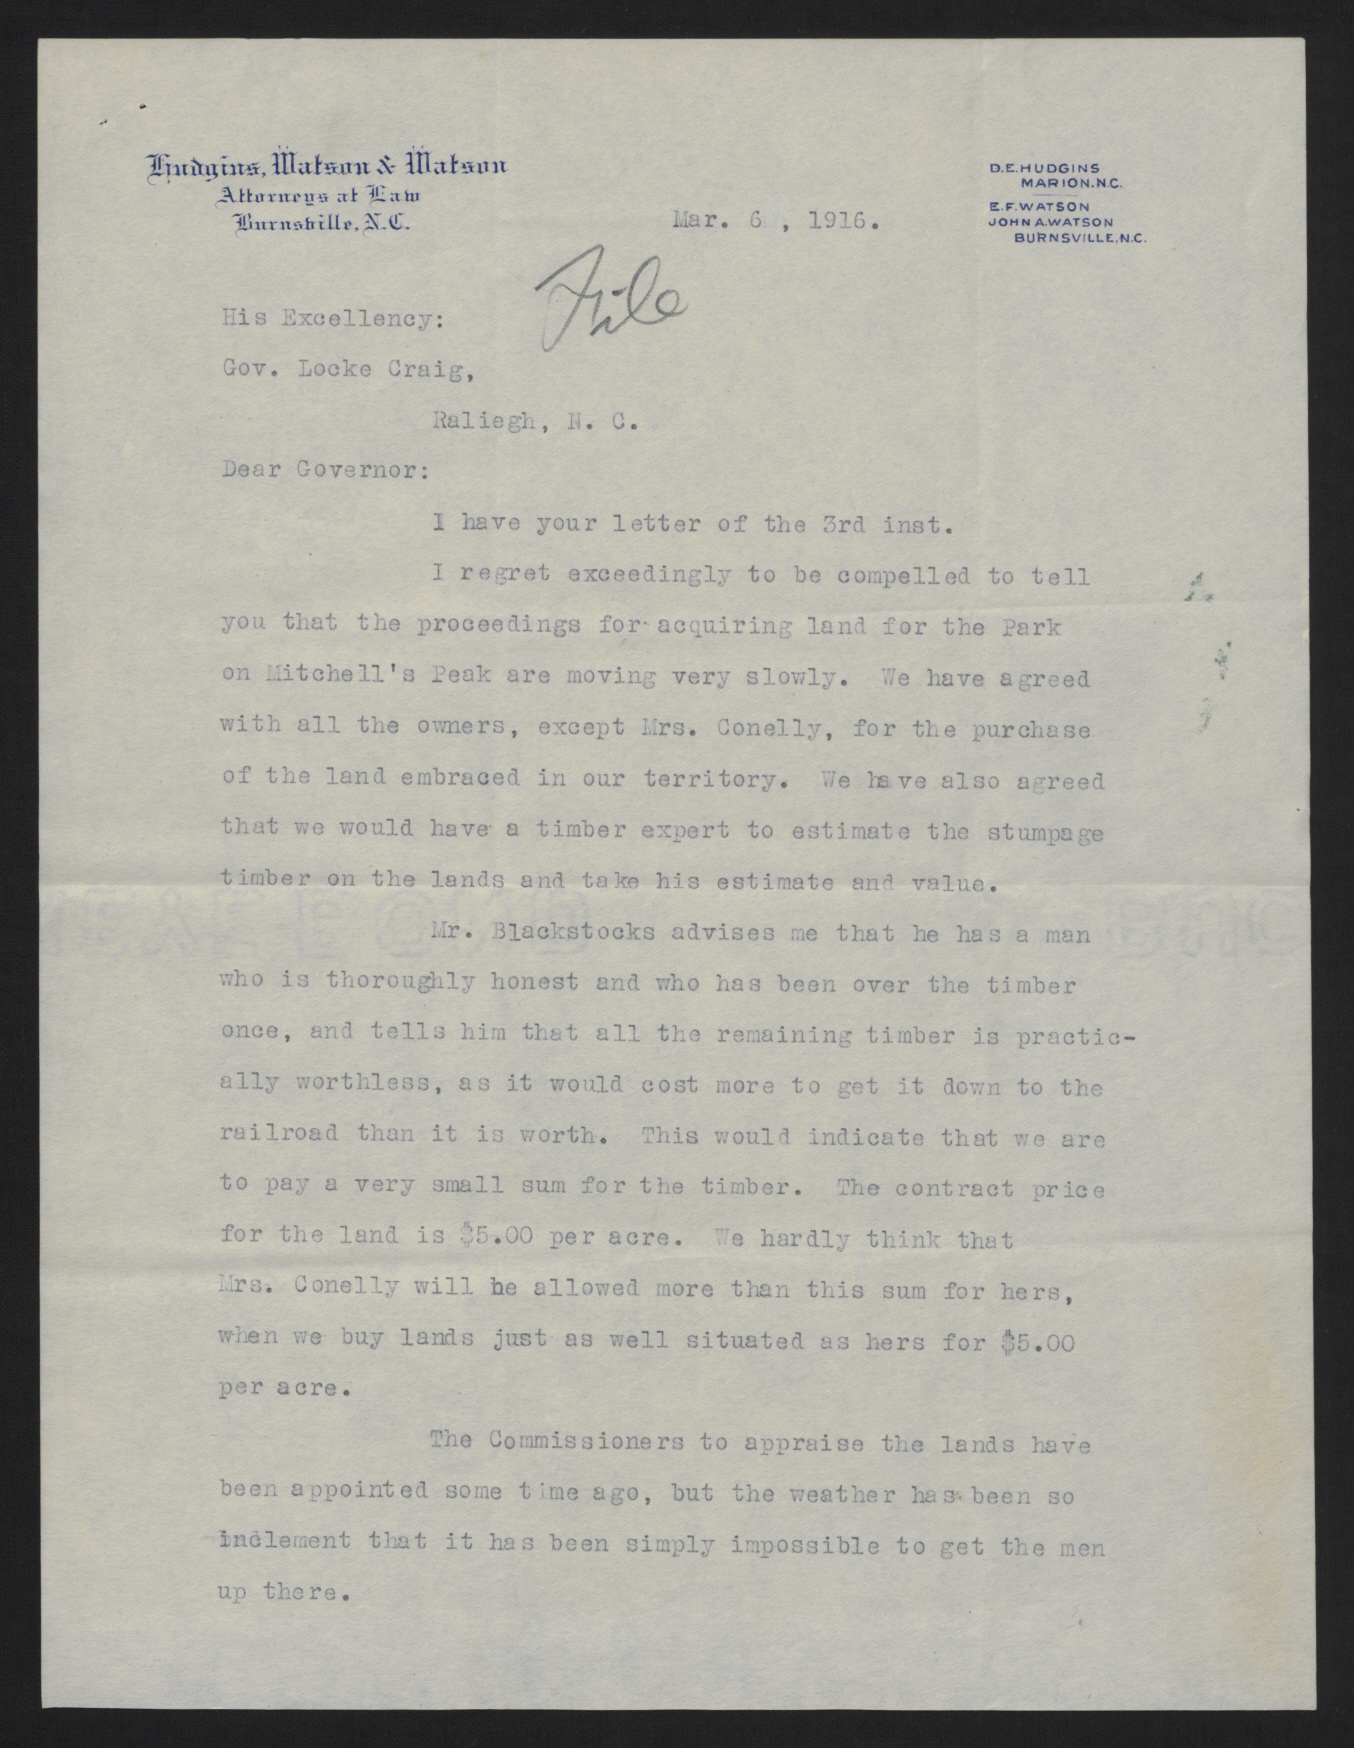 Hudgins, Watson & Watson
Attorneys at Law
Burnsville, N.C.
D.E.HUDGINS
MARION,N.C.
E.F.WATSON
JOHN A.WATSON
BURNSVILLE,N.C.
Mar. 6 , 1916.
File
His Excellency:
Gov. Locke Craig,
Raliegh, N. C.
Dear Governor:
I have your letter of the 3rd inst.
I regret exceedingly to be compelled to tell
you that the proceedings for acquiring land for the Park
on Mitchell's Peak are moving very slowly. We have agreed
with all the owners, except Mrs. Conelly, for the purchase
of the land embraced in our territory. We have also agreed
that we would have a timber expert to estimate the stumpage
timber on the lands and take his estimate and value.
Mr. Blackstocks advises me that he has a man
who is thoroughly honest and who has been over the timber
once, and tells him that all the remaining timber is practic-
ally worthless, as it would cost more to get it down to the
railroad than it is worth. This would indicate that we are
to pay a very small sum for the timber. The contract price
for the land is $5.00 per acre. We hardly think that
Mrs. Conelly will be allowed more than this sum for hers,
when we buy lands just as well situated as hers for $5.00
per acre.
The Commissioners to appraise the lands have
been appointed some time ago, but the weather has been so
inclement that it has been simply impossible to get the men
up there.